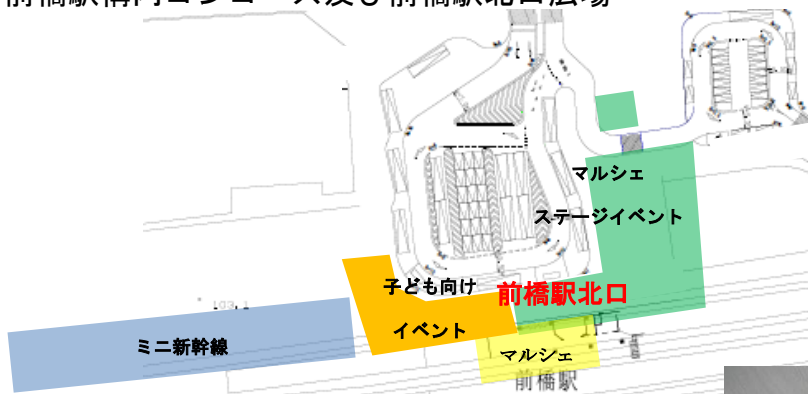 前橋駅構内コンコース及び前橋駅北口広場
マルシェ
ステージイベント
子ども向け
前橋駅北口
イベント
ミニ新幹線
マルシェ
前橋駅